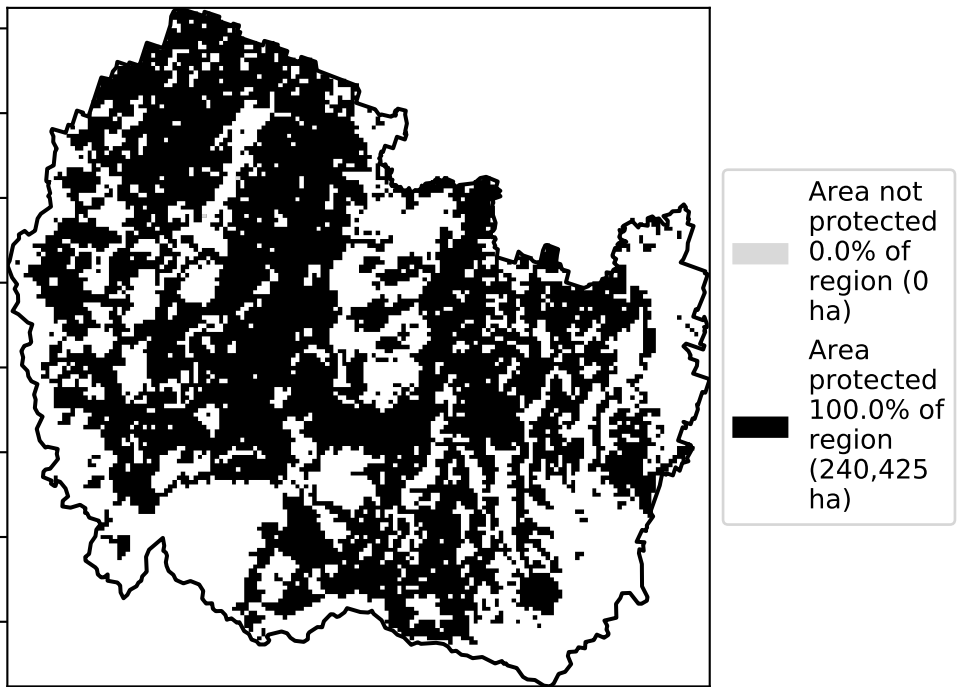 Area not
protected
0.0% of
region (0
ha)
Area
protected
100.0% of
region
(240,425
ha)